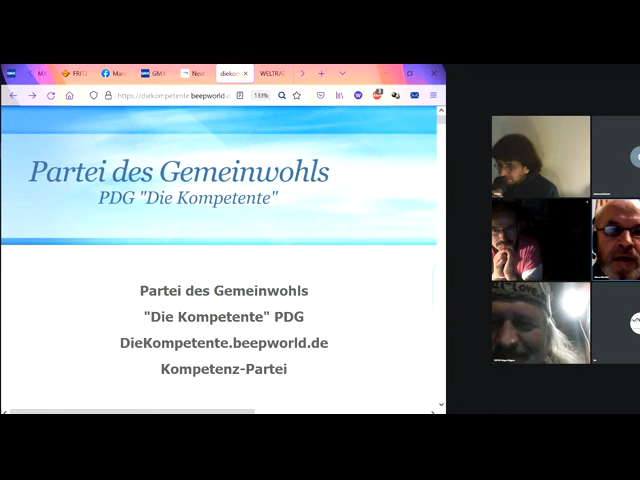 FRITZ
Man
GMX
Next
diekom
WELTRAT
https://diekompetente.beepworld.d
133%
Partei des Gemeinwohls
PDG "Die Kompetente"
Partei des Gemeinwohls
"Die Kompetente" PDG
DieKompetente.beepworld.de
Kompetenz-Partei